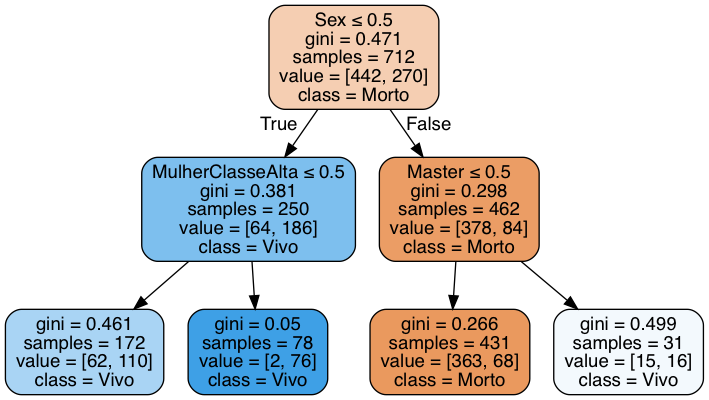 Sex ≤ 0.5
gini = 0.471
samples = 712
value = [442, 270]
class = Morto
True
False
MulherClasseAlta ≤ 0.5
gini = 0.381
samples = 250
value = [64, 186]
class = Vivo
Master ≤ 0.5
gini = 0.298
samples = 462
value = [378, 84]
class = Morto
gini = 0.461
samples = 172
value = [62, 110]
class = Vivo
gini = 0.05
samples = 78
value = [2, 76]
class = Vivo
gini = 0.266
samples = 431
value = [363, 68]
class = Morto
gini = 0.499
samples = 31
value = [15, 16]
class = Vivo